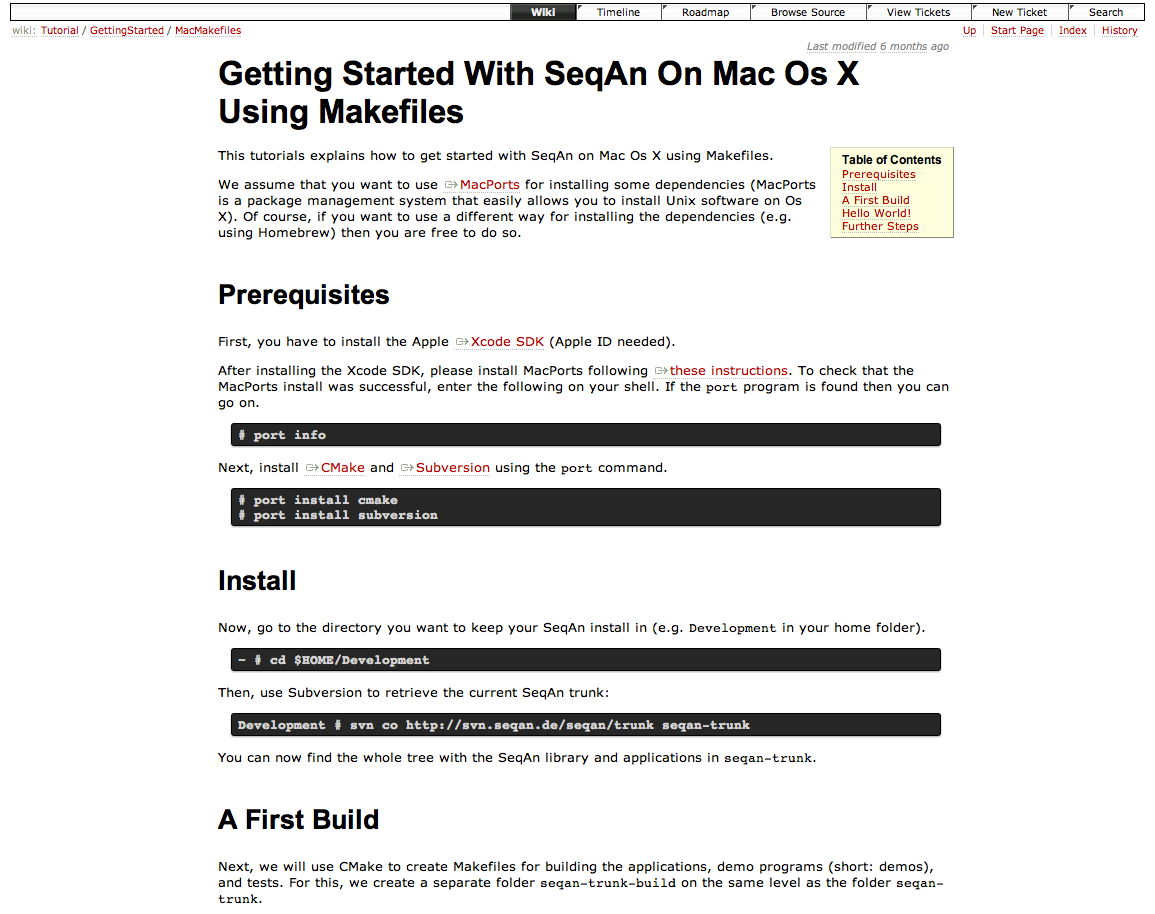 Wiki Timeline Roadmap Browse Source View Tickets New Ticket Search
wiki: Tutorial / GettingStarted / MacMakefiles Up Start Page Index History
Last modified 6 months ago
Getting Started With SeqAn On Mac Os X
Using Makefiles
This tutorials explains how to get started with SeqAn on Mac Os X using Makefiles.
We assume that you want to use MacPorts for installing some dependencies (MacPorts
is a package management system that easily allows you to install Unix software on Os
X). Of course, if you want to use a different way for installing the dependencies (e.g.
using Homebrew) then you are free to do so.
Table of Contents
Prerequisites
Install
A First Build
Hello World!
Further Steps
Prerequisites
First, you have to install the Apple Xcode SDK (Apple ID needed).
After installing the Xcode SDK, please install MacPorts following these instructions. To check that the
MacPorts install was successful, enter the following on your shell. If the port program is found then you can
go on.
# port info
Next, install CMake and Subversion using the port command.
# port install cmake
# port install subversion
Install
Now, go to the directory you want to keep your SeqAn install in (e.g. Development in your home folder).
~ # cd $HOME/Development
Then, use Subversion to retrieve the current SeqAn trunk:
Development # svn co http://svn.seqan.de/seqan/trunk seqan-trunk
You can now find the whole tree with the SeqAn library and applications in seqan-trunk.
A First Build
Next, we will use CMake to create Makefiles for building the applications, demo programs (short: demos),
and tests. For this, we create a separate folder seqan-trunk-build on the same level as the folder seqan-
trunk.